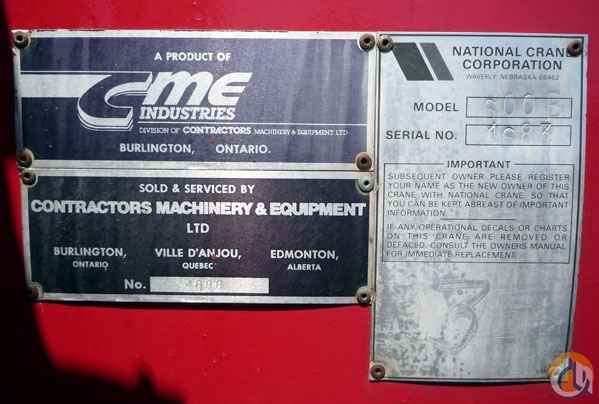 A PRODUCT OF
CME
INDUSTRIES
DIVISION OF CONTRACTORS MACHINERY & EQUIPMENT LTD
BURLINGTON, ONTARIO.
SOLD & SERVICED BY
CONTRACTORS MACHINERY & EQUIPMENT
LTD
BURLINGTON,
ONTARIO
VILLE D'ANJOU,
QUEBEC
EDMONTON,
ALBERTA
No.
NATIONAL CRANE
CORPORATION
WAVERLY, NEBRASKA 68462
MODEL
SERIAL NO.
IMPORTANT
SUBSEQUENT OWNER PLEASE REGISTER
YOUR NAME AS THE NEW OWNER OF THIS
CRANE WITH NATIONAL CRANE, SO THAT
YOU CAN BE KEPT ABREAST OF IMPORTANT
INFORMATION.
IF ANY OPERATIONAL DECALS OR CHARTS
ON THIS CRANE ARE REMOVED OR
DEFACED, CONSULT THE OWNERS MANUAL
FOR IMMEDIATE REPLACEMENT.